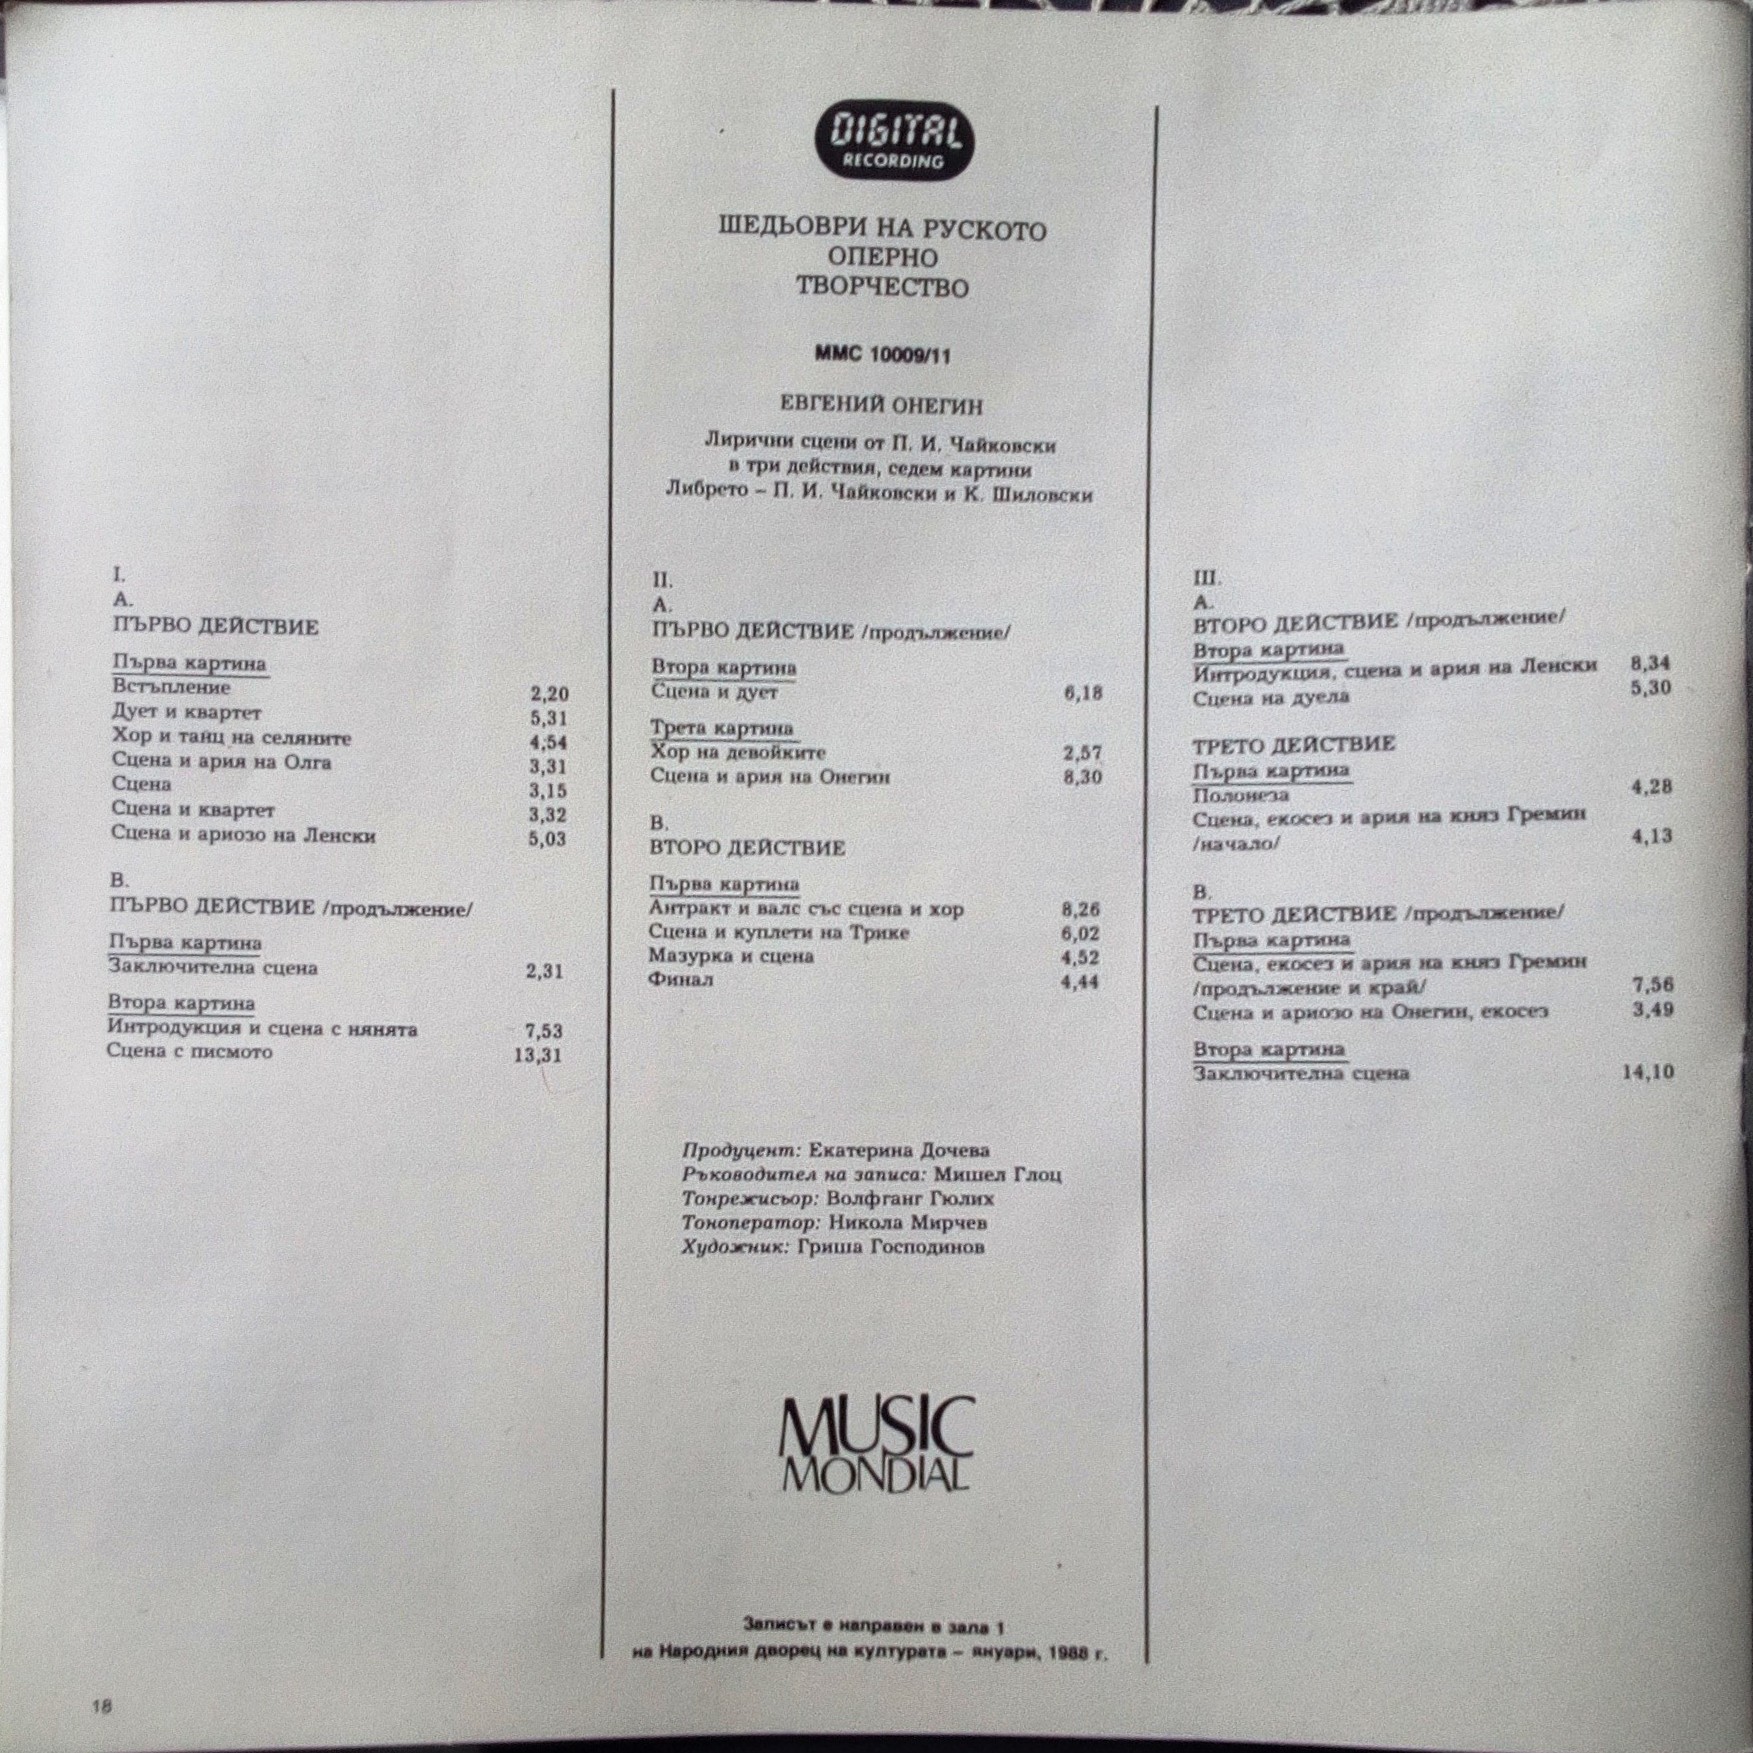 DIGITAL
RECORDING
ШЕДЬОВРИ НА РУСКОТО
ОПЕРНО
ТВОРЧЕСТВО
ММС 10009/11
ЕВГЕНИЙ ОНЕГИН
Лирични сцени от П. И. Чайковски
в три действия, седем картини
Либрето – П. И. Чайковски и К. Шиловски
I.
А.
ПЪРВО ДЕЙСТВИЕ
Първа картина
Встъпление 2,20
Дует и квартет 5,31
Хор и танц на селяните 4,54
Сцена и ария на Олга 3,31
Сцена 3,15
Сцена и квартет 3,32
Сцена и ариозо на Ленски 5,03
В.
ПЪРВО ДЕЙСТВИЕ /продължение/
Първа картина
Заключителна сцена 2,31
Втора картина
Интродукция и сцена с нянята 7,53
Сцена с писмото 13,31
II.
А.
ПЪРВО ДЕЙСТВИЕ /продължение/
Втора картина
Сцена и дует 6,18
Трета картина
Хор на девойките 2,57
Сцена и ария на Онегин 8,30
В.
ВТОРО ДЕЙСТВИЕ
Първа картина
Антракт и валс със сцена и хор 8,26
Сцена и куплети на Трике 6,02
Мазурка и сцена 4,52
Финал 4,44
III.
А.
ВТОРО ДЕЙСТВИЕ /продължение/
Втора картина
Интродукция, сцена и ария на Ленски 8,34
Сцена на дуела 5,30
ТРЕТО ДЕЙСТВИЕ
Първа картина
Полонеза 4,28
Сцена, екосез и ария на княз Гремин
/начало/ 4,13
В.
ТРЕТО ДЕЙСТВИЕ /продължение/
Първа картина
Сцена, екосез и ария на княз Гремин
/продължение и край/ 7,56
Сцена и ариозо на Онегин, екосез 3,49
Втора картина
Заключителна сцена 14,10
Продуцент: Екатерина Дочева
Ръководител на записа: Мишел Глоц
Тонрежисьор: Волфганг Гюлих
Тоноператор: Никола Мирчев
Художник: Гриша Господинов
MUSIC
MONDIAL
Записът е направен в зала 1
на Народния дворец на културата – януари, 1988 г.
18